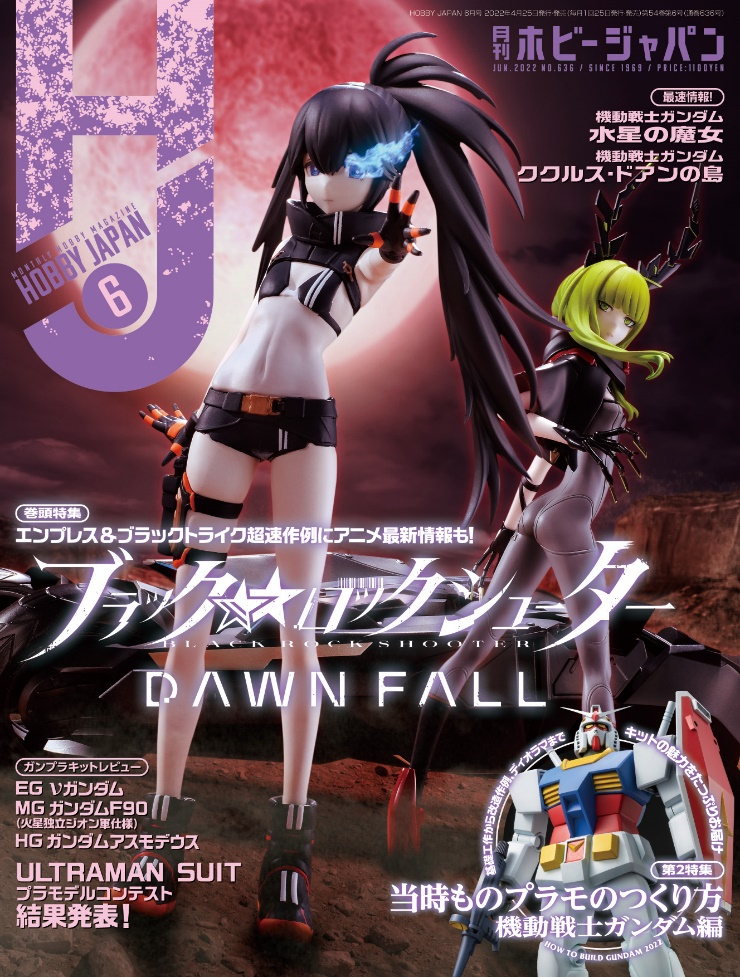 HOBBY JAPAN 6月号 2022年4月25日発行・発売(毎月1回25日発行・発売)第54巻第6号(通巻636号)
月刊ホビージャパン
JUN.2022 NO.636 / SINCE 1969 / PRICE:1100YEN
HJ
MONTHLY HOBBY MAGAZINE
HOBBY JAPAN
6
最速情報!
機動戦士ガンダム
水星の魔女
機動戦士ガンダム
ククルス・ドアンの島
巻頭特集
エンプレス&ブラックトライク超速作例にアニメ最新情報も!
ブラック★★ロックシューター
BLACK ROCK SHOOTER
DAWN FALL
ガンプラキットレビュー
EG νガンダム
MG ガンダムF90
(火星独立ジオン軍仕様)
HG ガンダムアスモデウス
ULTRAMAN SUIT
プラモデルコンテスト
結果発表!
基礎工作から改造作例、ディオラマまで
キットの魅力をたっぷりお届け
第2特集
当時ものプラモのつくり方
機動戦士ガンダム編
HOW TO BUILD GUNDAM 2022